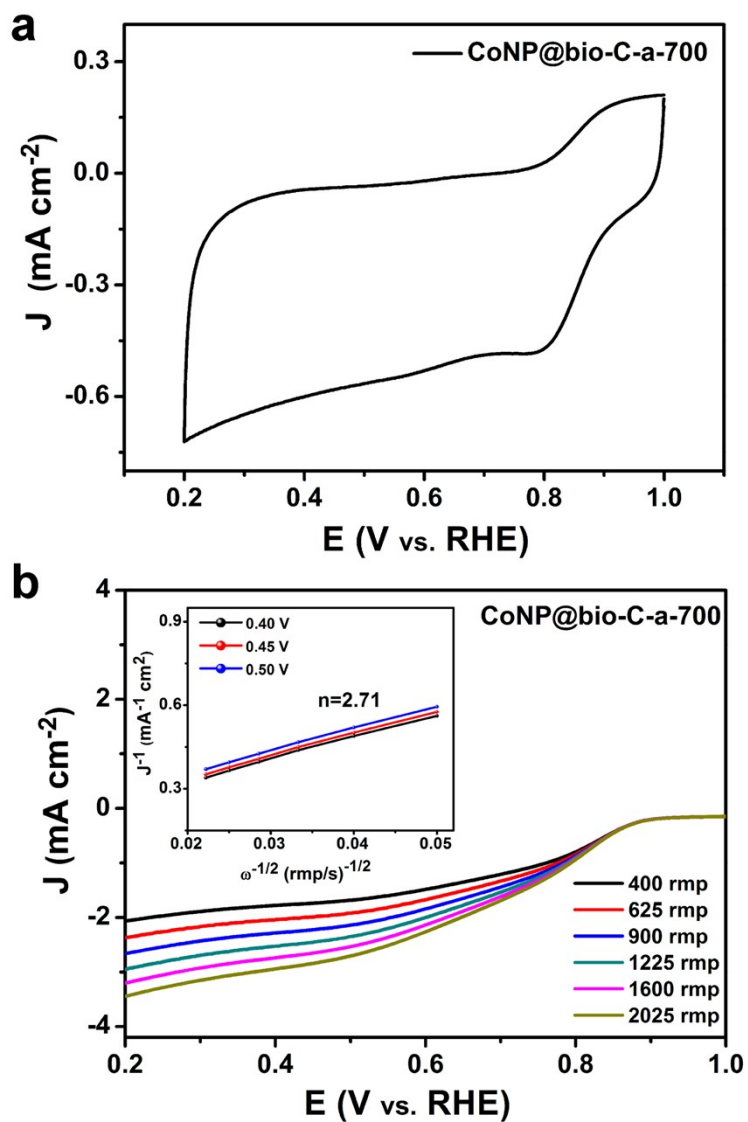 a
CoNP@bio-C-a-700
0.3
0.0
-0.3
-0.6
J (mA cm-2)
0.2
0.4
0.6
0.8
1.0
E (V vs. RHE)
b
CoNP@bio-C-a-700
4
2
0
-2
-4
J (mA cm-2)
0.9
0.6
0.3
J-1 (mA-1 cm2)
0.40 V
0.45 V
0.50 V
n=2.71
0.02
0.03
0.04
0.05
ω-1/2 (rmp/s)-1/2
400 rmp
625 rmp
900 rmp
1225 rmp
1600 rmp
2025 rmp
0.2
0.4
0.6
0.8
1.0
E (V vs. RHE)